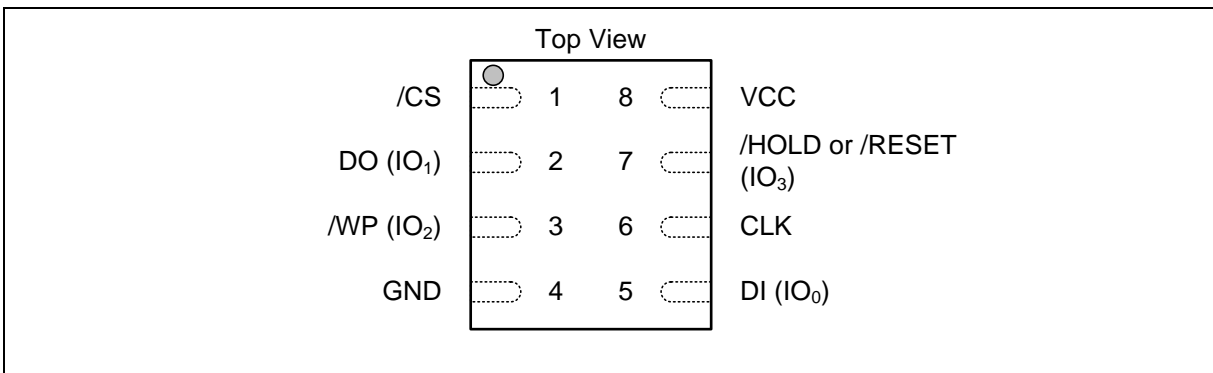 Top View
/CS 1 8 VCC
DO (IO₁) 2 7 /HOLD or /RESET
(IO₃)
/WP (IO₂) 3 6 CLK
GND 4 5 DI (IO₀)